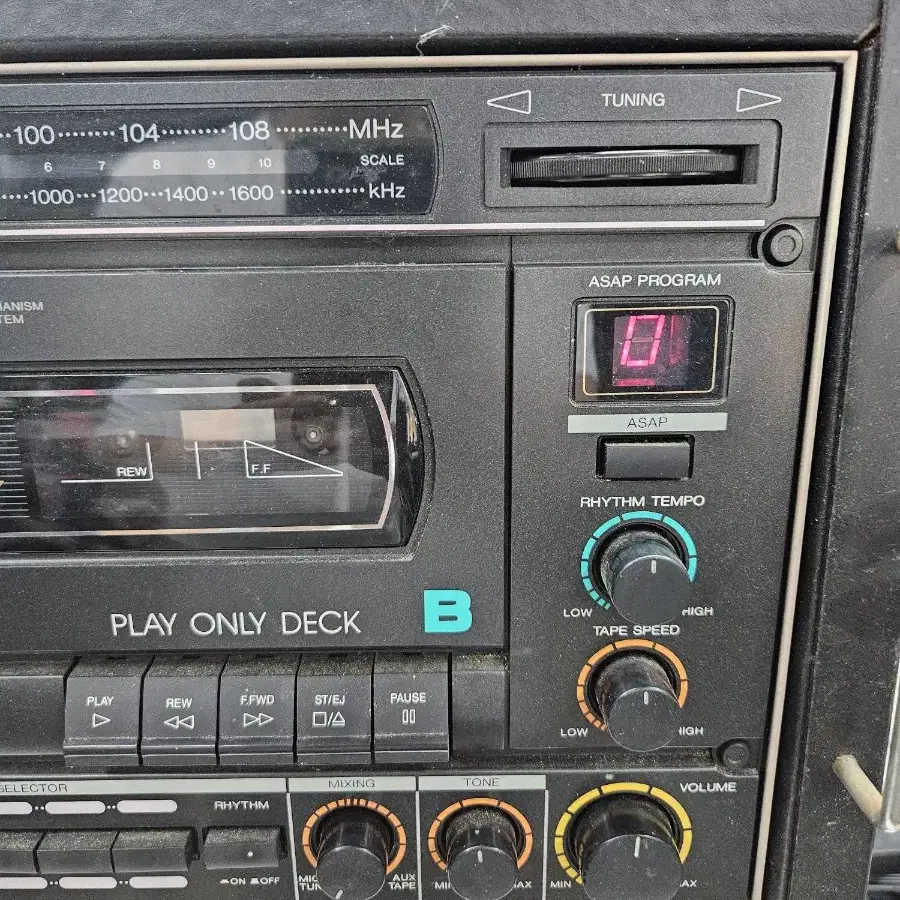 100 104 108 MHz
TUNING
6 7 8 9 10 SCALE
1000 1200 1400 1600 kHz
ASAP PROGRAM
0
ASAP
REW F.F
RHYTHM TEMPO
LOW HIGH
PLAY ONLY DECK B
TAPE SPEED
LOW HIGH
PLAY REW F.FWD ST/EJ PAUSE
SELECTOR MIXING TONE VOLUME
RHYTHM
ON OFF
AUX
TAPE
MIN